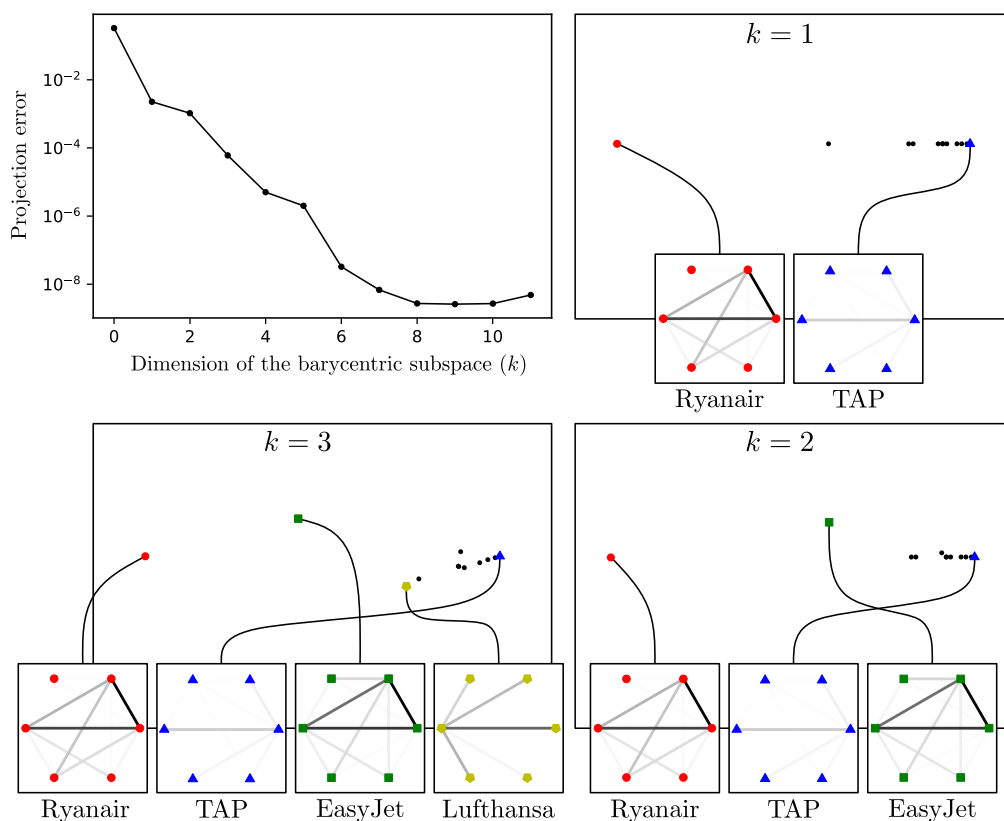 Projection error
10⁻²
10⁻⁴
10⁻⁶
10⁻⁸
0 2 4 6 8 10
Dimension of the barycentric subspace (k)
k = 1
Ryanair TAP
k = 3
Ryanair TAP EasyJet Lufthansa
k = 2
Ryanair TAP EasyJet